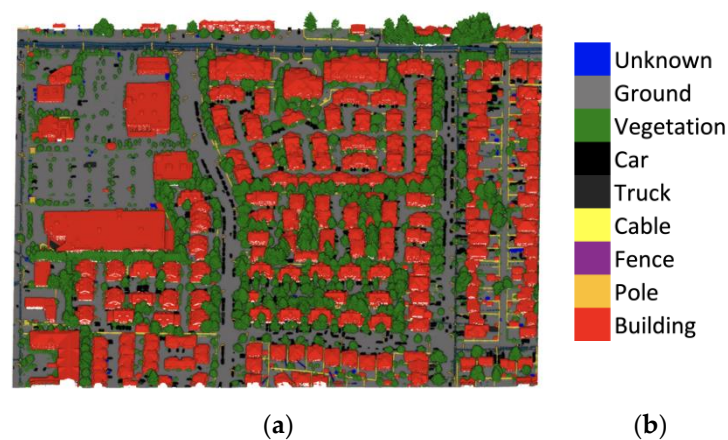 Unknown
Ground
Vegetation
Car
Truck
Cable
Fence
Pole
Building
(a)
(b)